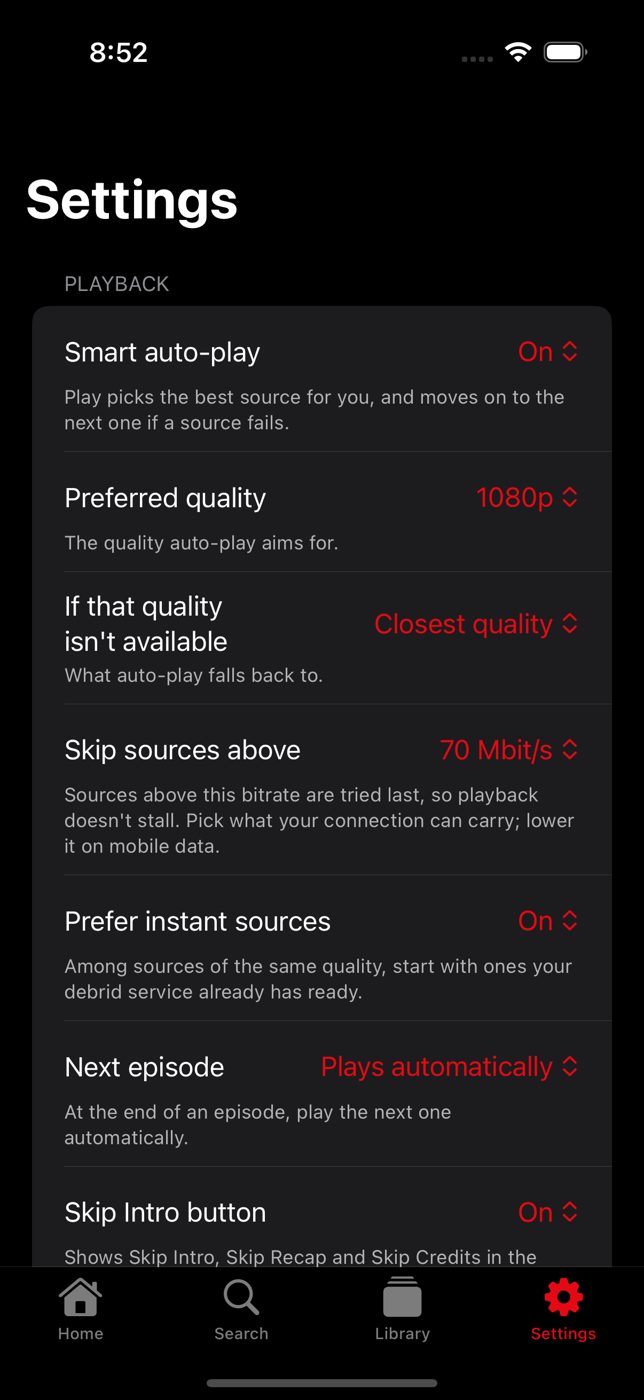 8:52
Settings
PLAYBACK
Smart auto-play On
Play picks the best source for you, and moves on to the
next one if a source fails.
Preferred quality 1080p
The quality auto-play aims for.
If that quality
isn't available Closest quality
What auto-play falls back to.
Skip sources above 70 Mbit/s
Sources above this bitrate are tried last, so playback
doesn't stall. Pick what your connection can carry; lower
it on mobile data.
Prefer instant sources On
Among sources of the same quality, start with ones your
debrid service already has ready.
Next episode Plays automatically
At the end of an episode, play the next one
automatically.
Skip Intro button On
Shows Skip Intro, Skip Recap and Skip Credits in the
Home Search Library Settings